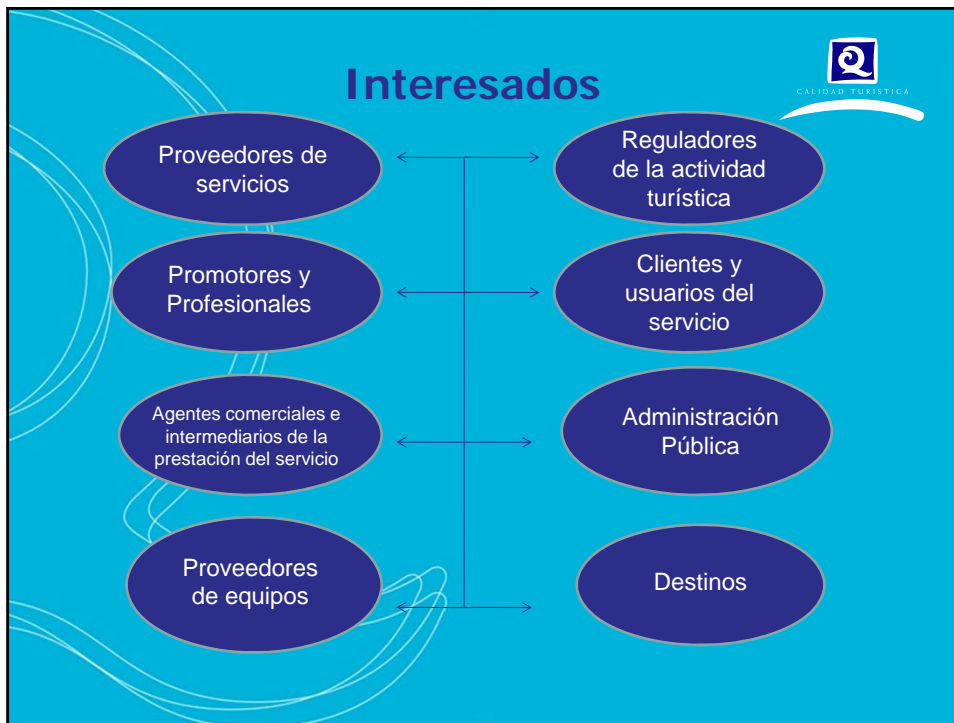 Interesados
Q
CALIDAD TURISTICA
Proveedores de
servicios
Reguladores
de la actividad
turística
Promotores y
Profesionales
Clientes y
usuarios del
servicio
Agentes comerciales e
intermediarios de la
prestación del servicio
Administración
Pública
Proveedores
de equipos
Destinos